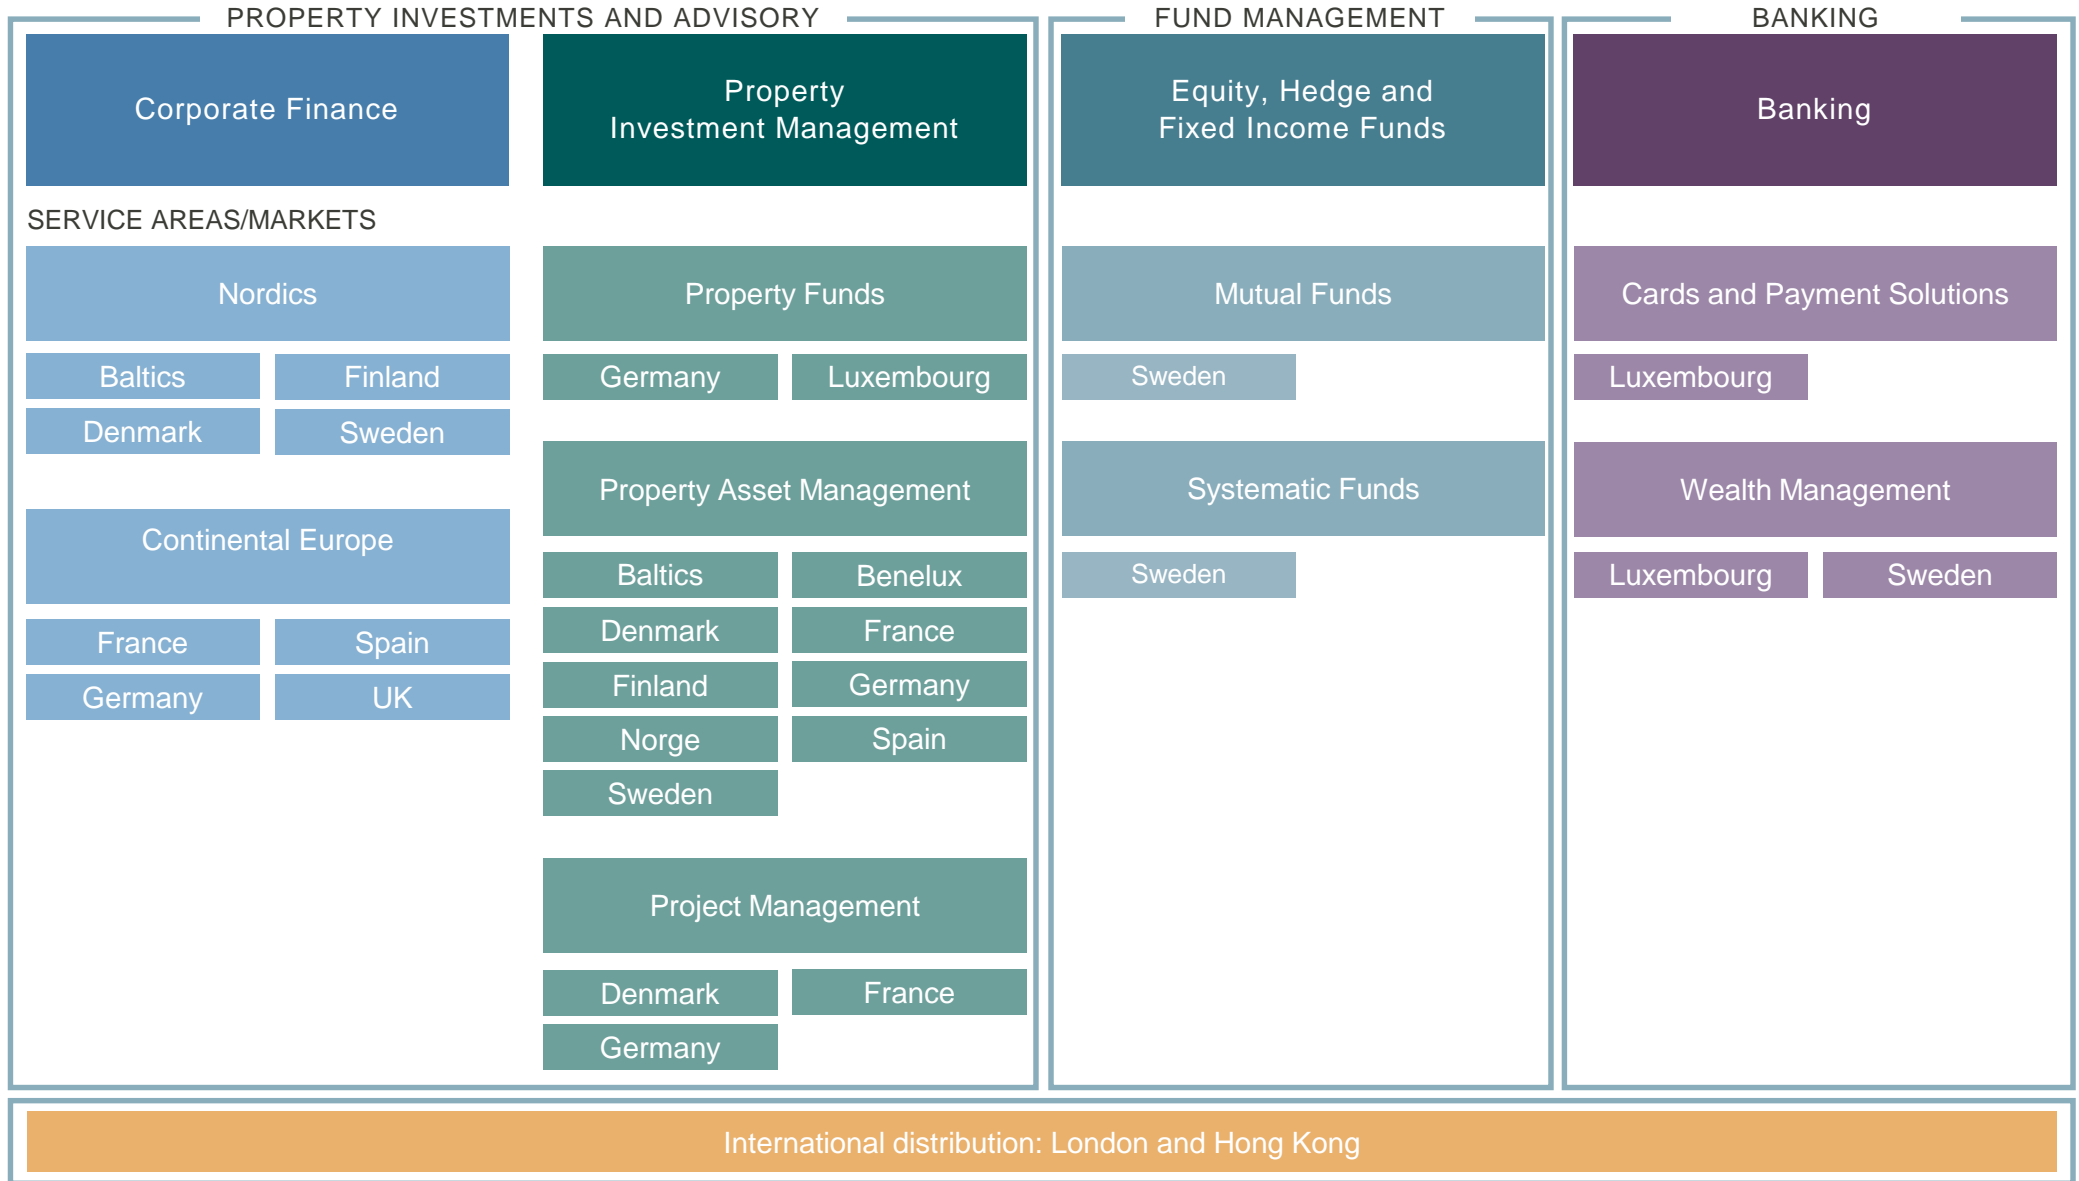 PROPERTY INVESTMENTS AND ADVISORY
Corporate Finance
Property
Investment Management
SERVICE AREAS/MARKETS
Nordics
Baltics
Finland
Denmark
Sweden
Continental Europe
France
Spain
Germany
UK
Property Funds
Germany
Luxembourg
Property Asset Management
Baltics
Benelux
Denmark
France
Finland
Germany
Norge
Spain
Sweden
Project Management
Denmark
France
Germany
FUND MANAGEMENT
Equity, Hedge and
Fixed Income Funds
Mutual Funds
Sweden
Systematic Funds
Sweden
BANKING
Banking
Cards and Payment Solutions
Luxembourg
Wealth Management
Luxembourg
Sweden
International distribution: London and Hong Kong